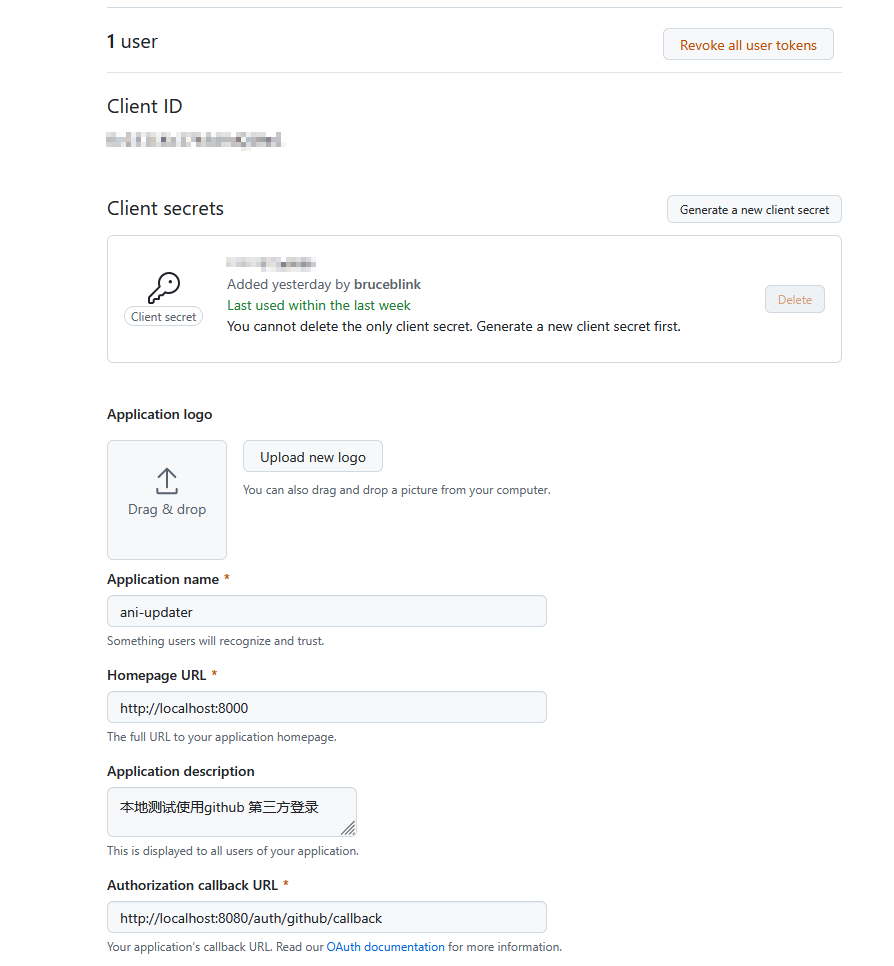 1 user
Revoke all user tokens
Client ID
Client secrets
Generate a new client secret
Client secret
Added yesterday by bruceblink
Last used within the last week
You cannot delete the only client secret. Generate a new client secret first.
Delete
Application logo
Drag & drop
Upload new logo
You can also drag and drop a picture from your computer.
Application name *
ani-updater
Something users will recognize and trust.
Homepage URL *
http://localhost:8000
The full URL to your application homepage.
Application description
本地测试使用github 第三方登录
This is displayed to all users of your application.
Authorization callback URL *
http://localhost:8080/auth/github/callback
Your application's callback URL. Read our OAuth documentation for more information.